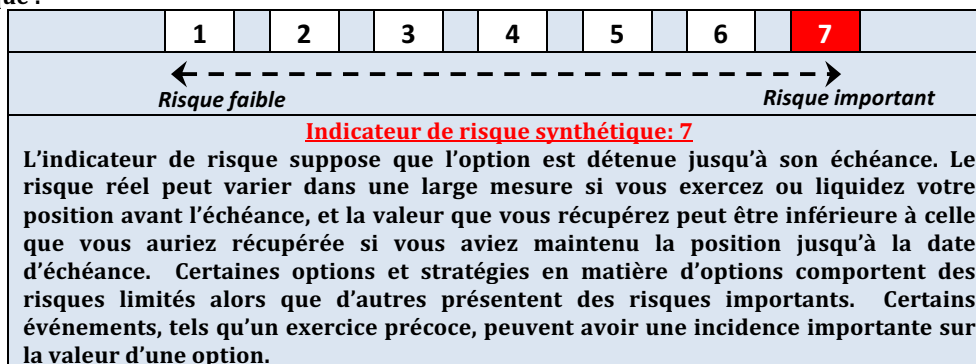 que :
1 2 3 4 5 6 7
Risque faible Risque important
Indicateur de risque synthétique: 7
L'indicateur de risque suppose que l'option est détenue jusqu'à son échéance. Le
risque réel peut varier dans une large mesure si vous exercez ou liquidez votre
position avant l'échéance, et la valeur que vous récupérez peut être inférieure à celle
que vous auriez récupérée si vous aviez maintenu la position jusqu'à la date
d'échéance. Certaines options et stratégies en matière d'options comportent des
risques limités alors que d'autres présentent des risques importants. Certains
événements, tels qu'un exercice précoce, peuvent avoir une incidence importante sur
la valeur d'une option.